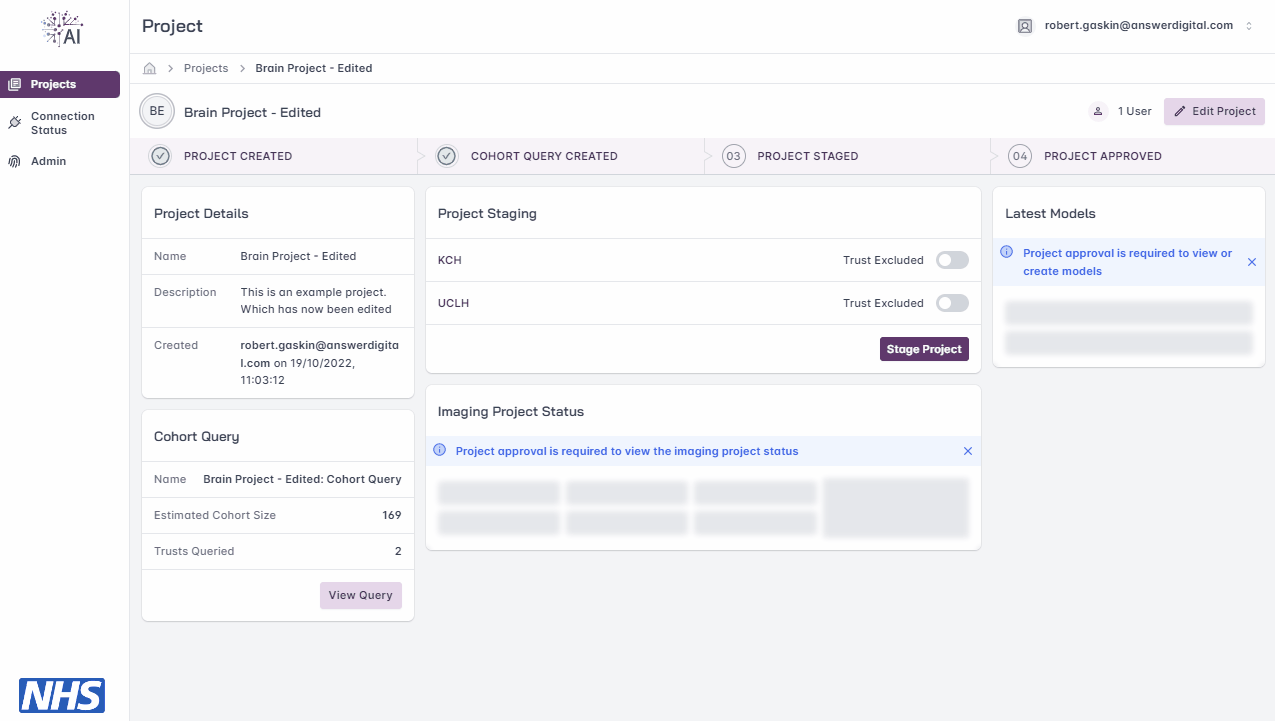 AI
Project
robert.gaskin@answerdigital.com
Projects
Connection
Status
Admin
Projects
Brain Project - Edited
BE
Brain Project - Edited
1 User
Edit Project
PROJECT CREATED
COHORT QUERY CREATED
03
PROJECT STAGED
04
PROJECT APPROVED
Project Details
Name
Brain Project - Edited
Description
This is an example project.
Which has now been edited
Created
robert.gaskin@answerdigita
l.com on 19/10/2022,
11:03:12
Cohort Query
Name
Brain Project - Edited: Cohort Query
Estimated Cohort Size
169
Trusts Queried
2
View Query
Project Staging
KCH
Trust Excluded
UCLH
Trust Excluded
Stage Project
Imaging Project Status
Project approval is required to view the imaging project status
Latest Models
Project approval is required to view or
create models
NHS